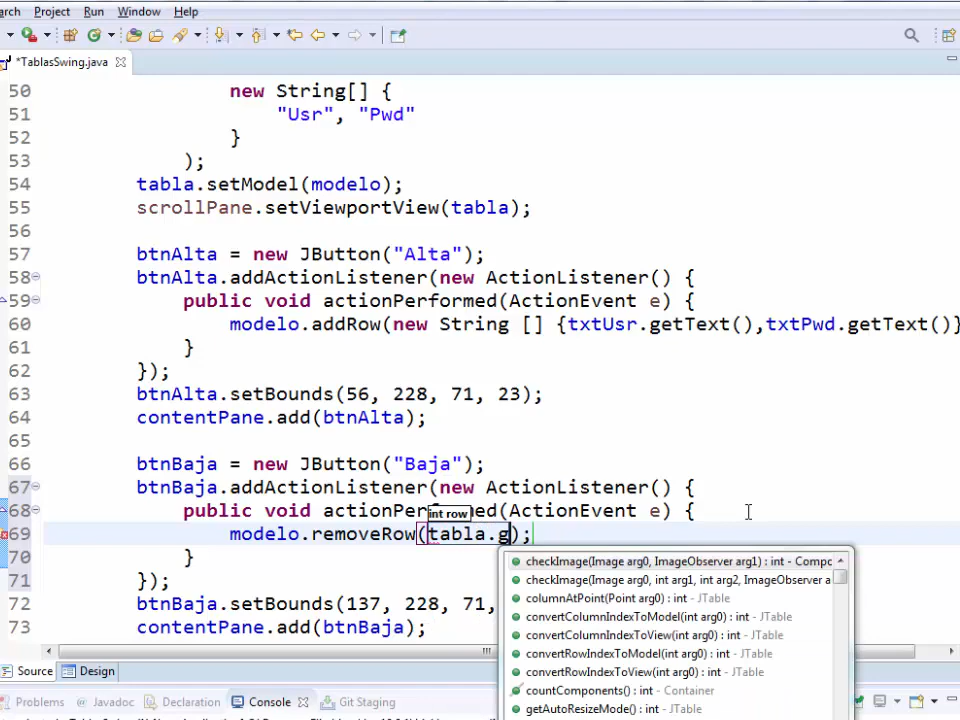 arch Project Run Window Help
*TablasSwing.java
50 new String[] {
51 "Usr", "Pwd"
52 }
53 );
54 tabla.setModel(modelo);
55 scrollPane.setViewportView(tabla);
56
57 btnAlta = new JButton("Alta");
58 btnAlta.addActionListener(new ActionListener() {
59 public void actionPerformed(ActionEvent e) {
60 modelo.addRow(new String [] {txtUsr.getText(),txtPwd.getText()}
61 }
62 });
63 btnAlta.setBounds(56, 228, 71, 23);
64 contentPane.add(btnAlta);
65
66 btnBaja = new JButton("Baja");
67 btnBaja.addActionListener(new ActionListener() {
int row
68 public void actionPerformed(ActionEvent e) {
69 modelo.removeRow(tabla.g);
70 }
71 });
72 btnBaja.setBounds(137, 228, 71,
73 contentPane.add(btnBaja);
checkImage(Image arg0, ImageObserver arg1) : int - Compc
checkImage(Image arg0, int arg1, int arg2, ImageObserver a
columnAtPoint(Point arg0) : int - JTable
convertColumnIndexToModel(int arg0) : int - JTable
convertColumnIndexToView(int arg0) : int - JTable
convertRowIndexToModel(int arg0) : int - JTable
convertRowIndexToView(int arg0) : int - JTable
countComponents() : int - Container
getAutoResizeMode() : int - JTable
Source Design
Problems Javadoc Declaration Console Git Staging